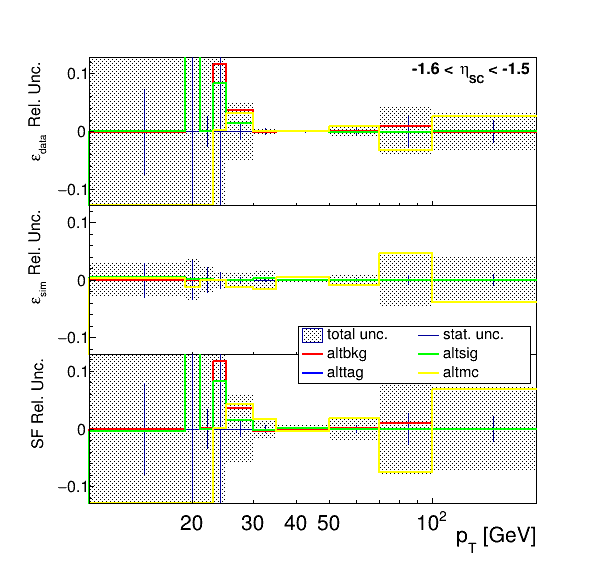 -1.6 < η_SC < -1.5
ε_data Rel. Unc.
0.1
0
−0.1
ε_sim Rel. Unc.
0.1
0
−0.1
total unc. stat. unc.
altbkg altsig
alttag altmc
SF Rel. Unc.
0.1
0
−0.1
20 30 40 50 10²
p_T [GeV]